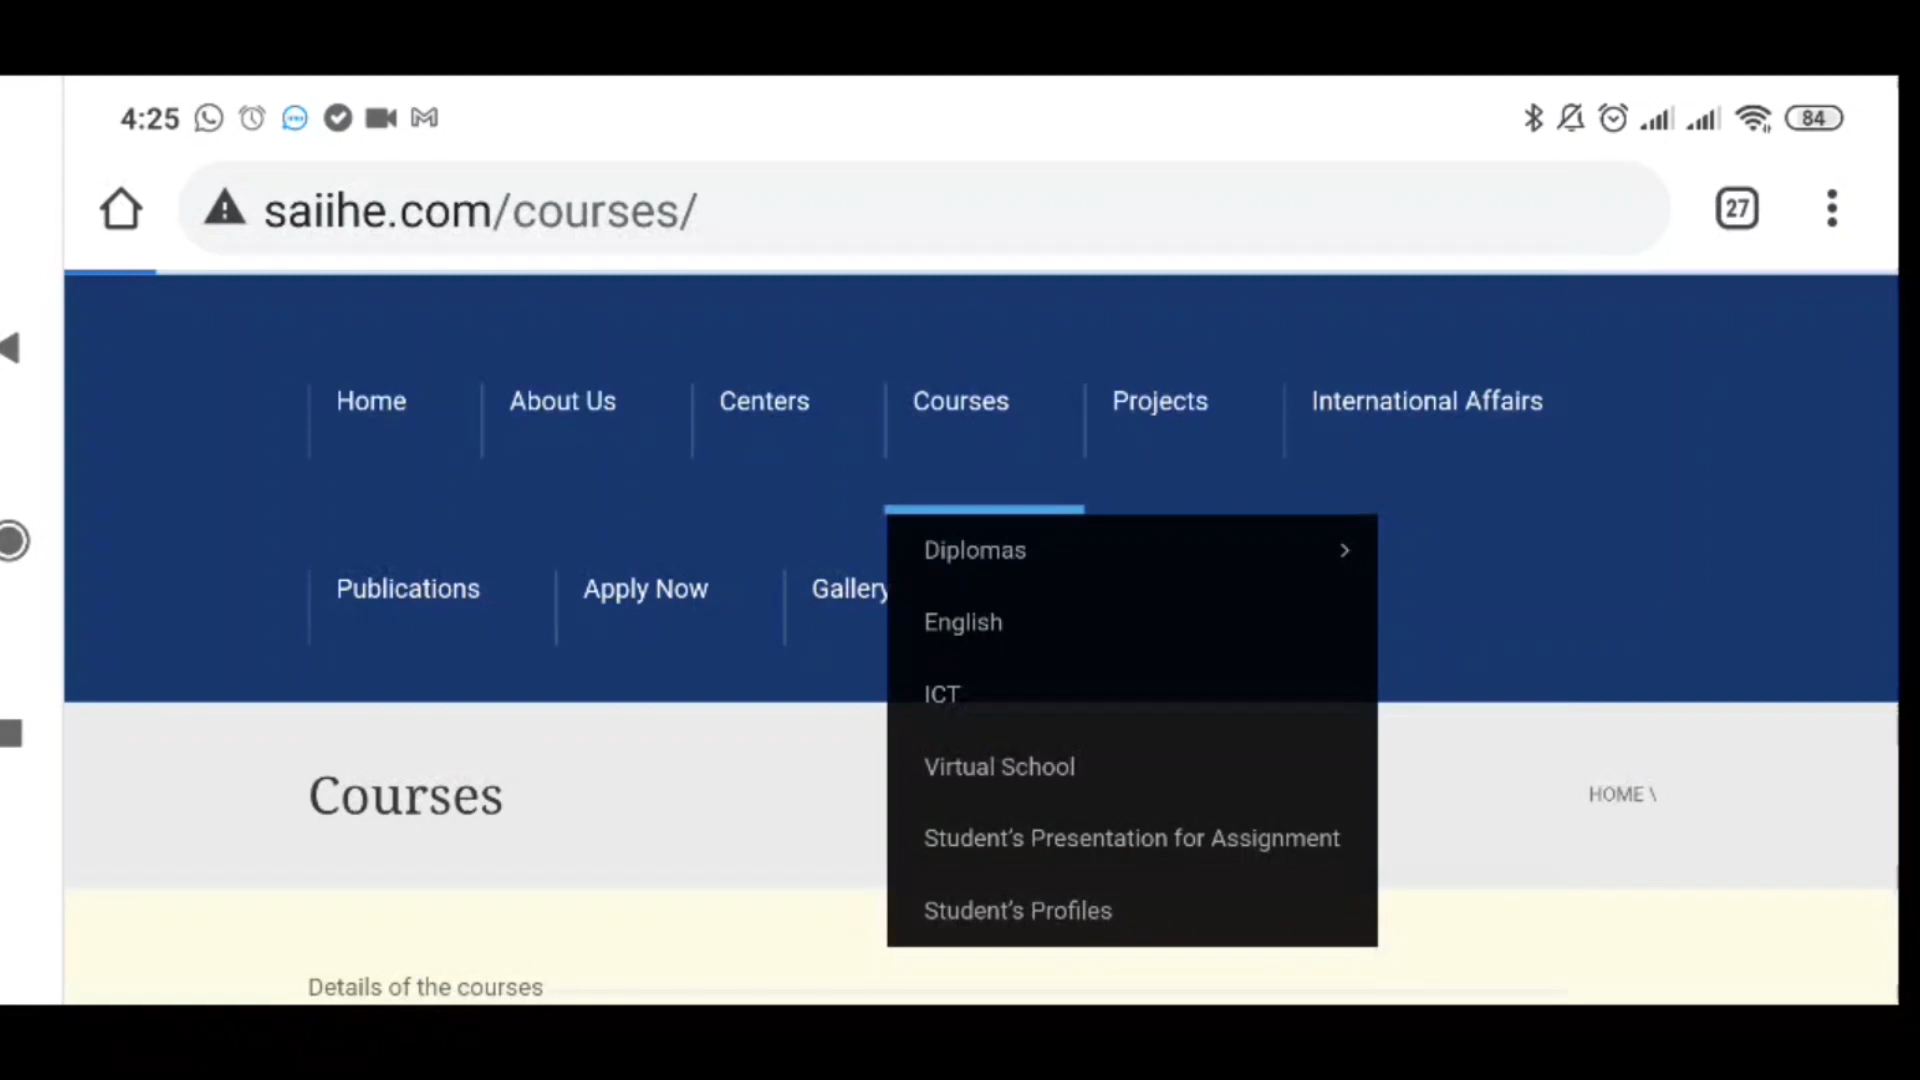 4:25
84
saiihe.com/courses/
27
Home About Us Centers Courses Projects International Affairs
Publications Apply Now Gallery
Diplomas
English
ICT
Virtual School
Student's Presentation for Assignment
Student's Profiles
Courses
HOME \
Details of the courses